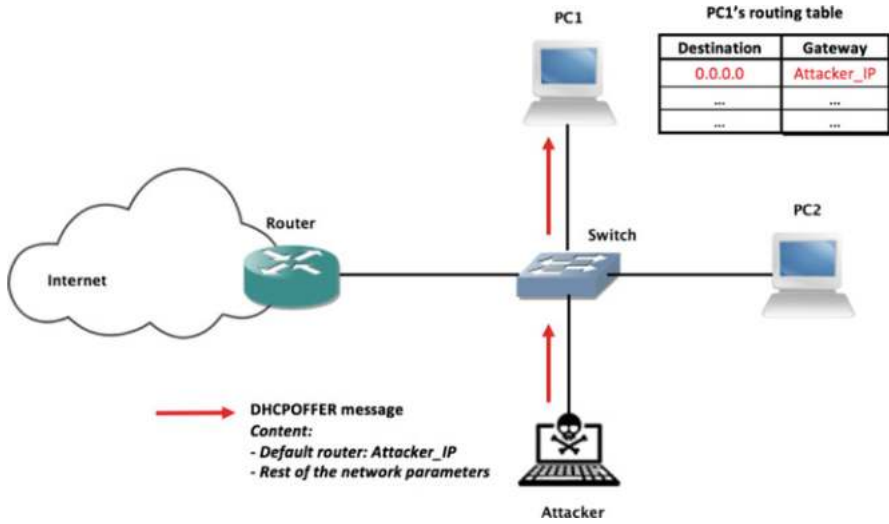 PC1
PC1's routing table
Destination Gateway
0.0.0.0 Attacker_IP
... ...
... ...
PC2
Router
Switch
Internet
DHCPOFFER message
Content:
- Default router: Attacker_IP
- Rest of the network parameters
Attacker